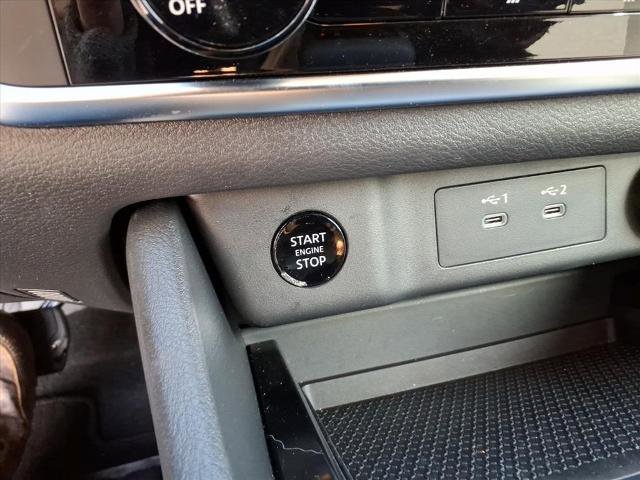 OFF
1
2
START
ENGINE
STOP